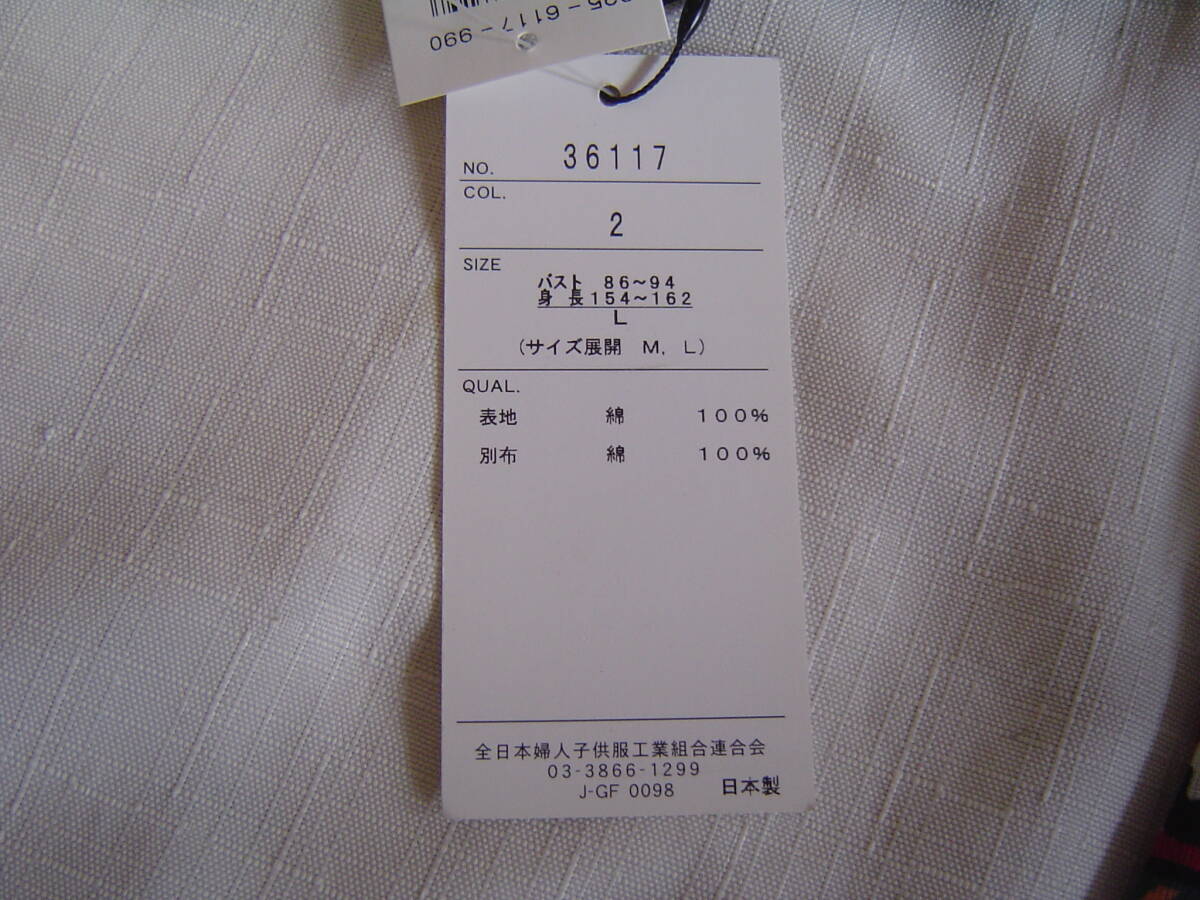 6117-990
NO. 36117
COL.
2
SIZE
バスト 86~94
身 長154~162
L
(サイズ展開 M, L)
QUAL.
表地 綿 100%
別布 綿 100%
全日本婦人子供服工業組合連合会
03-3866-1299
J-GF 0098 日本製